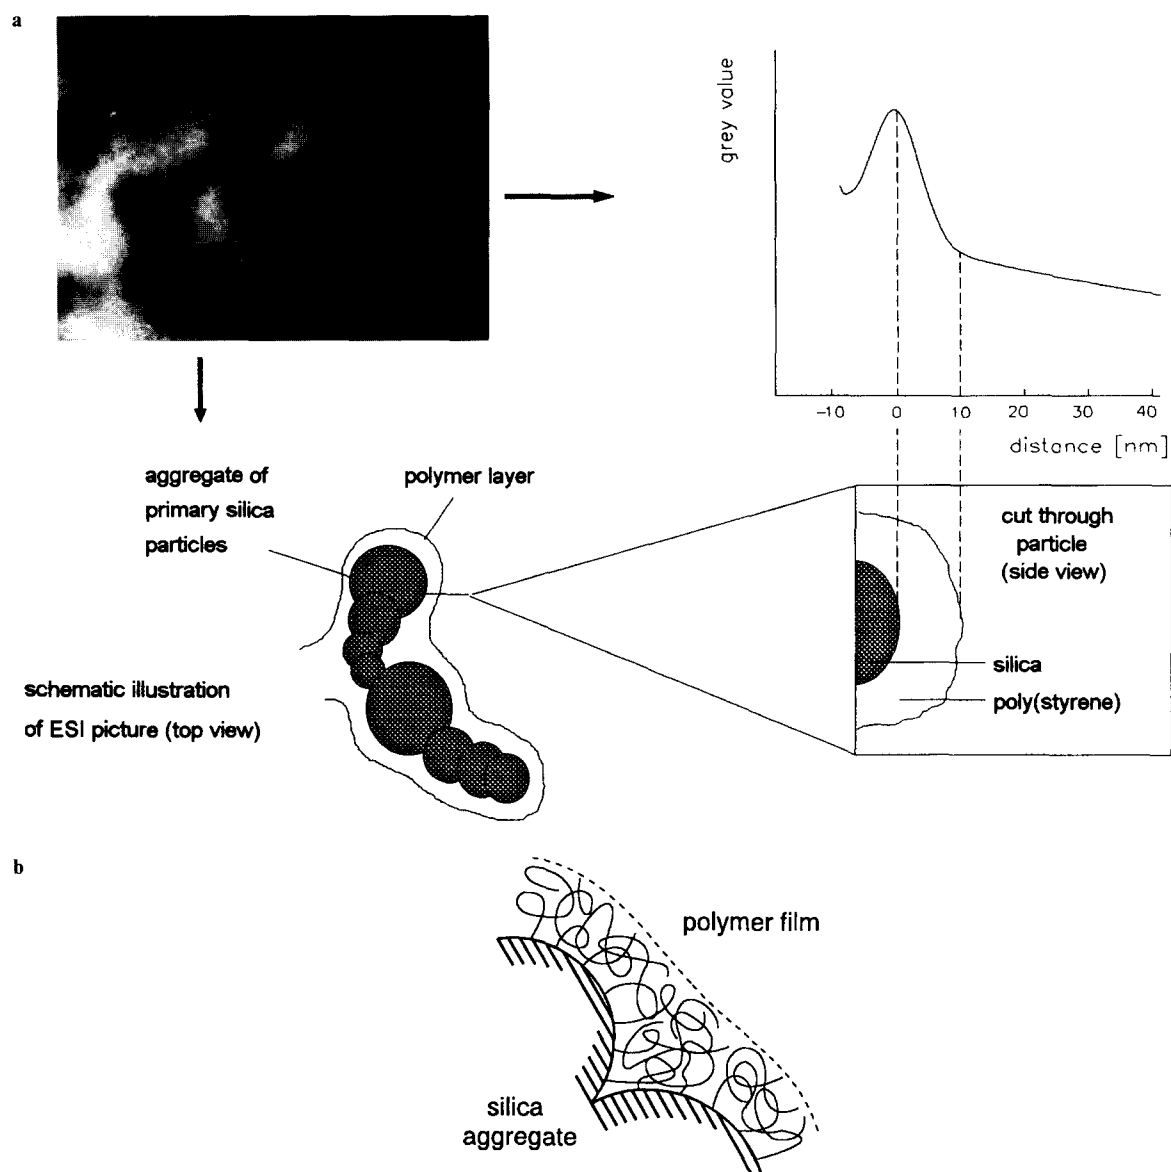 a
grey value
-10 0 10 20 30 40
distance [nm]
aggregate of
primary silica
particles
polymer layer
cut through
particle
(side view)
silica
poly(styrene)
schematic illustration
of ESI picture (top view)
b
polymer film
silica
aggregate